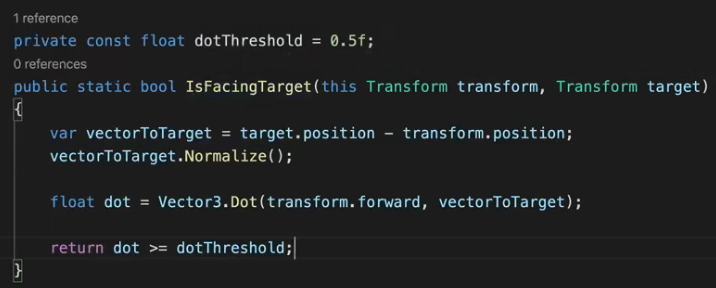 1 reference
private const float dotThreshold = 0.5f;
0 references
public static bool IsFacingTarget(this Transform transform, Transform target)
{
var vectorToTarget = target.position - transform.position;
vectorToTarget.Normalize();
float dot = Vector3.Dot(transform.forward, vectorToTarget);
return dot >= dotThreshold;
}